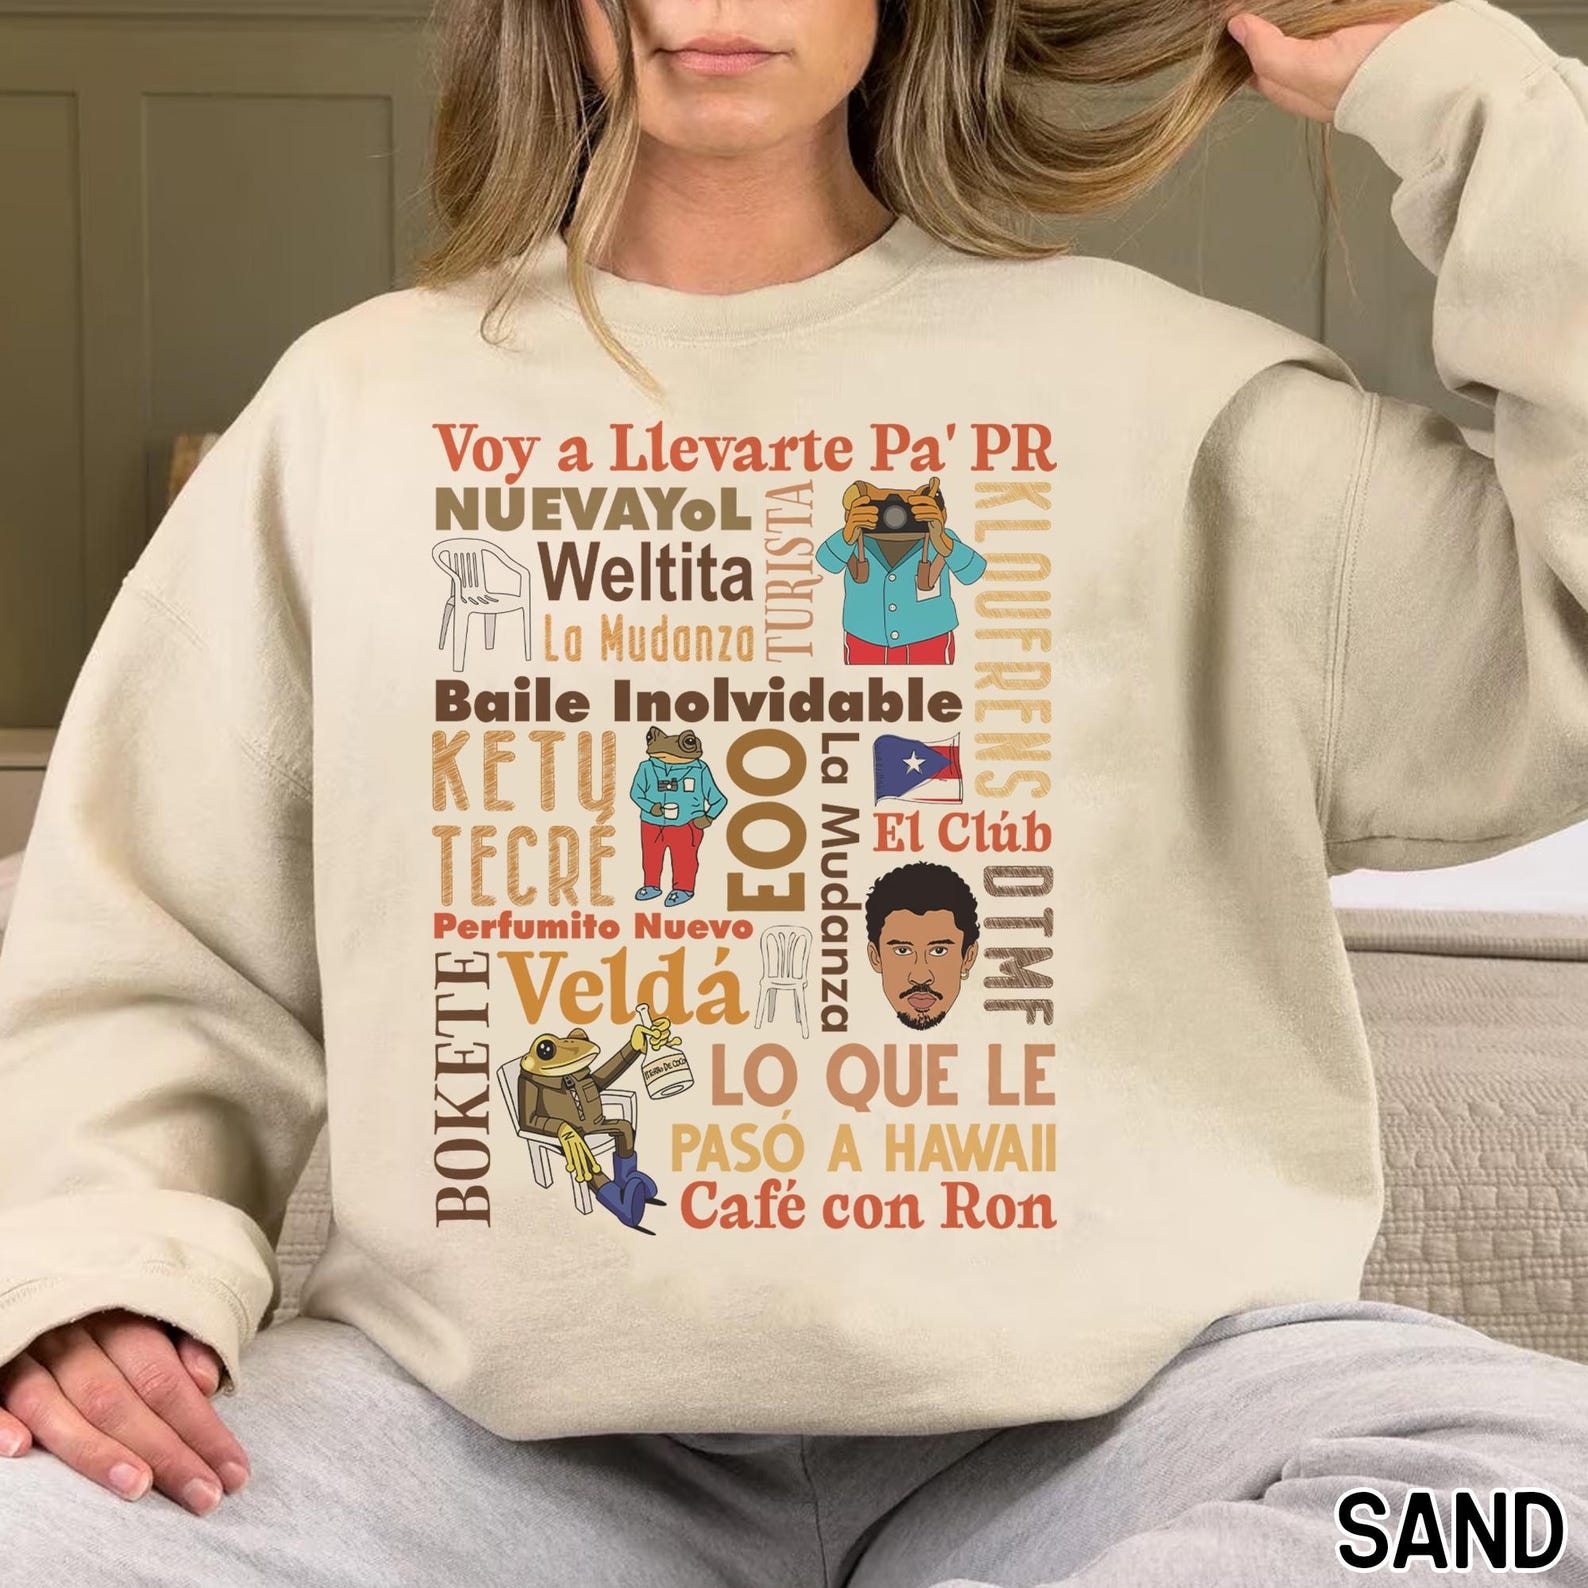 Voy a Llevarte Pa' PR
NUEVAYoL
Weltita
La Mudanza
TURISTA
KLOUFRENS
Baile Inolvidable
KETU
TECRÉ
EOO
La Mudanza
El Clúb
DTMF
Perfumito Nuevo
Veldá
BOKETE
LO QUE LE
PASÓ A HAWAII
Café con Ron
SAND